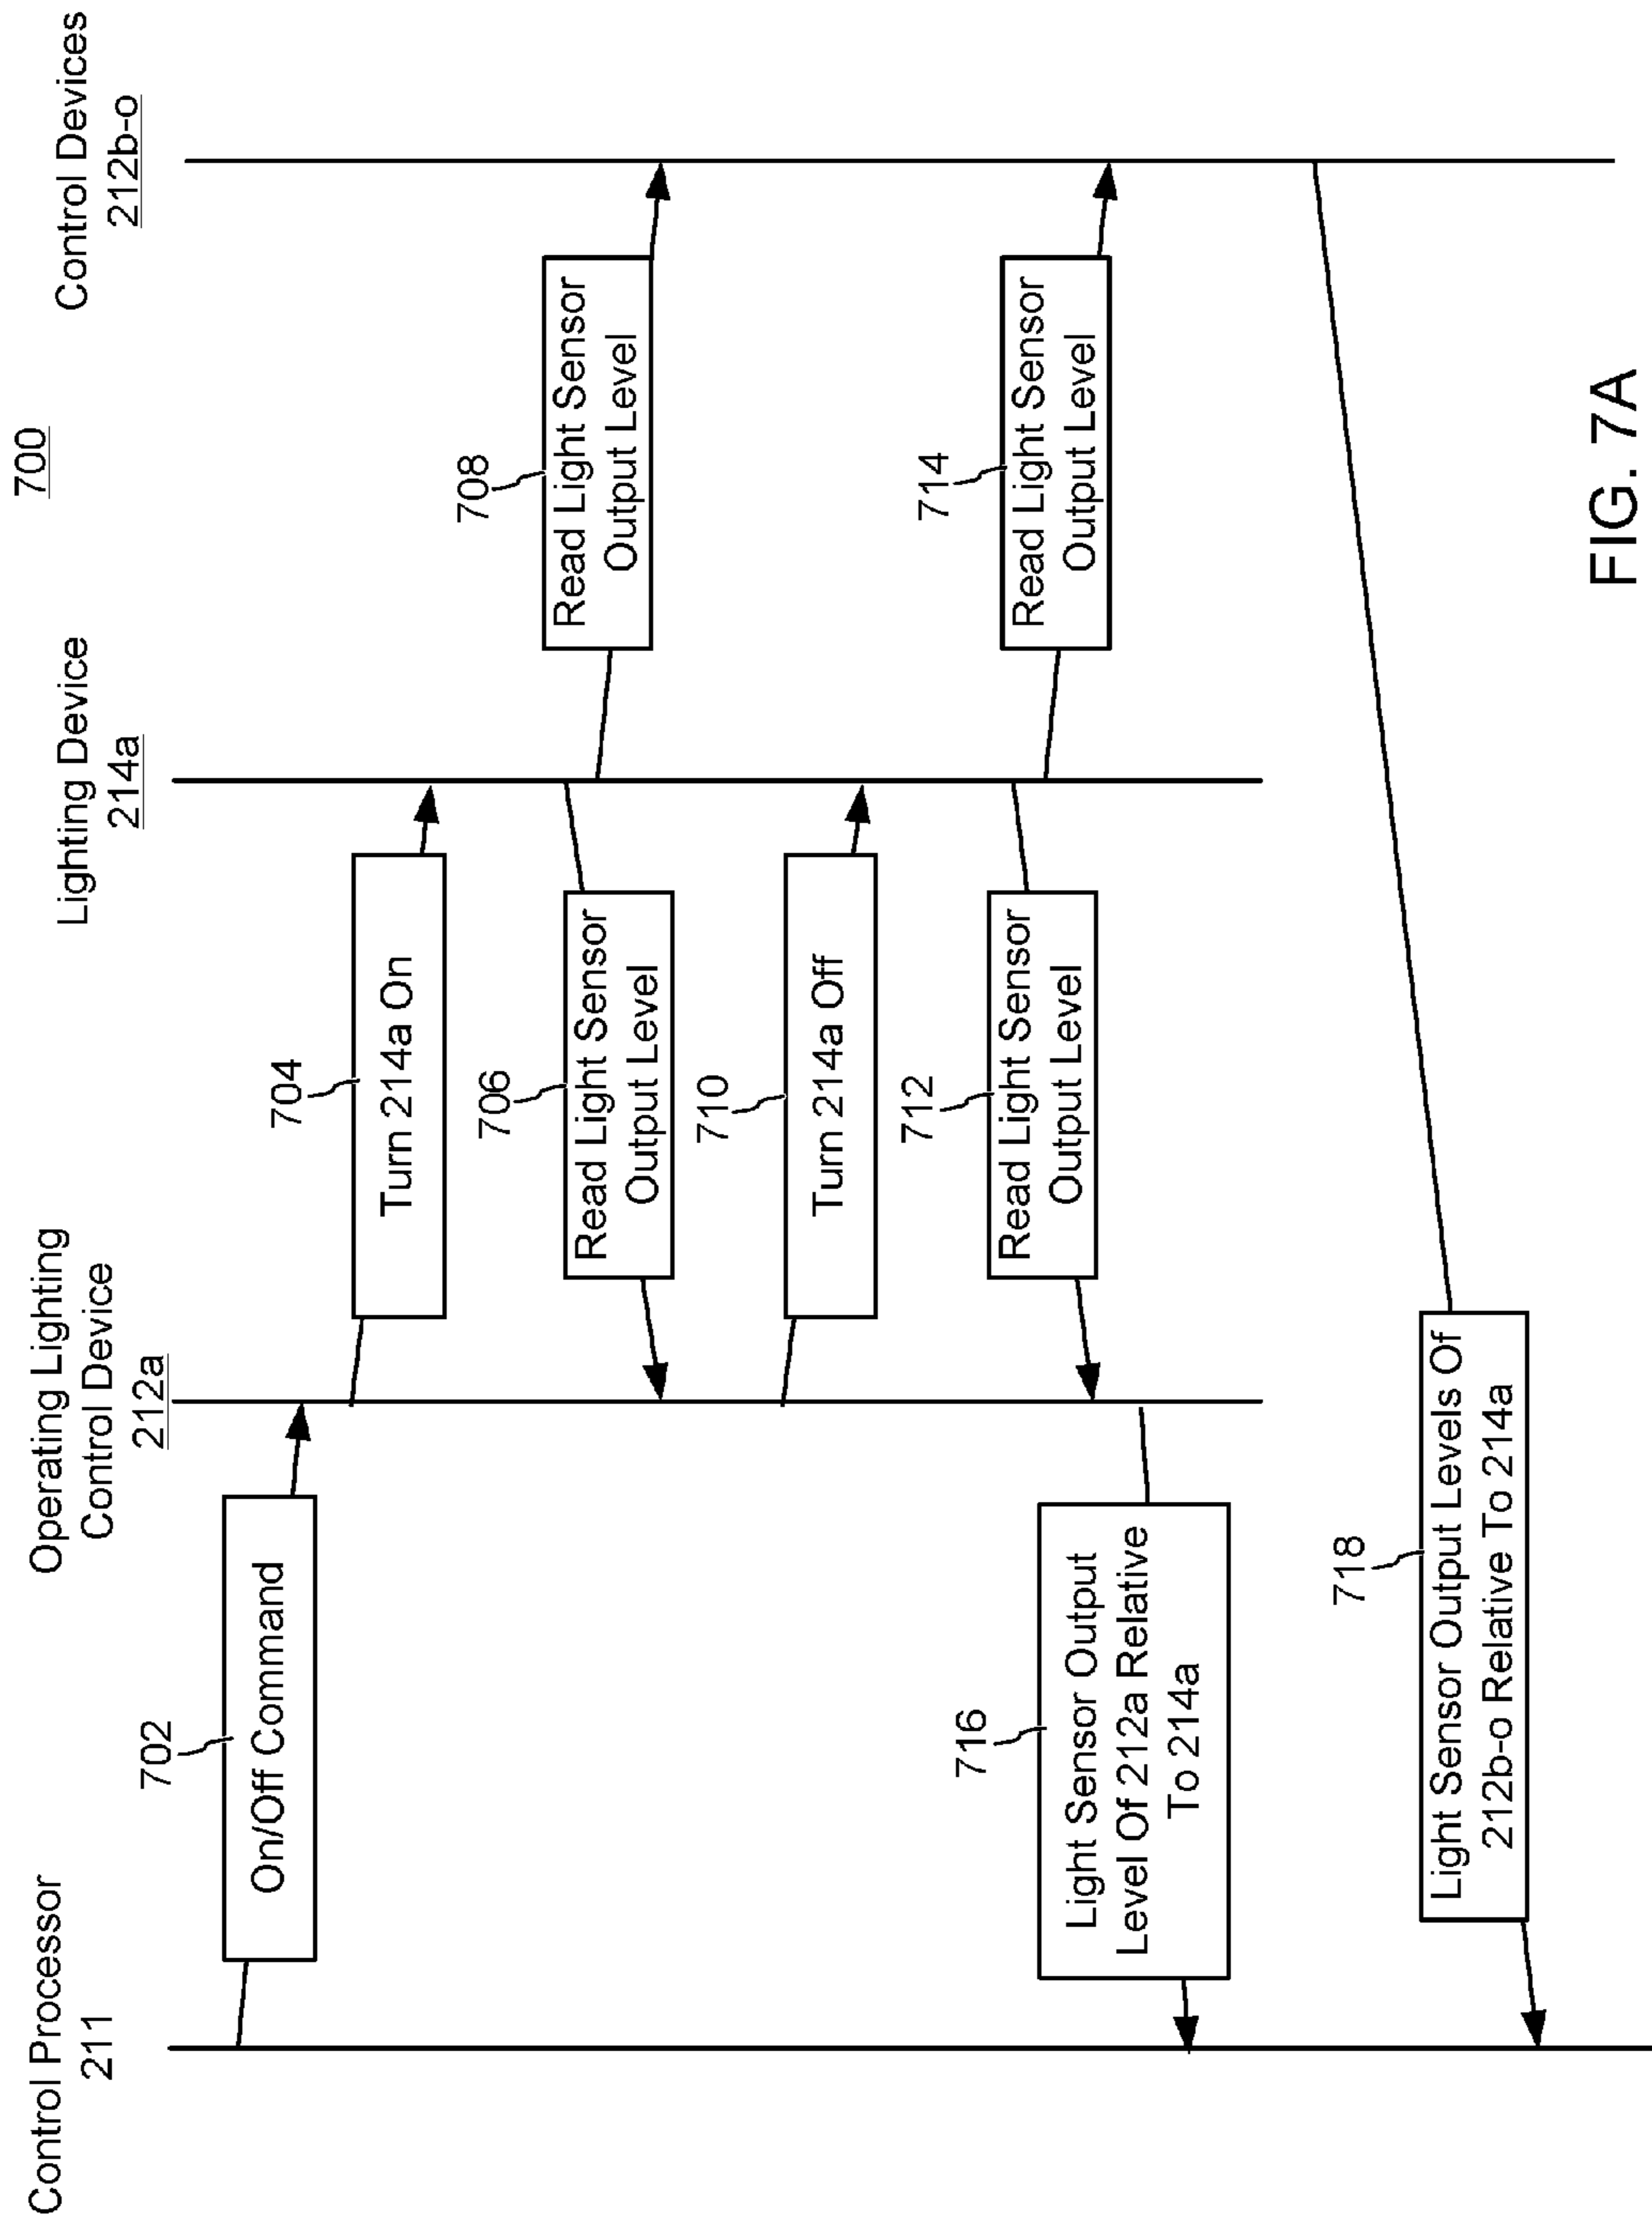 700
Control Processor
211
Operating Lighting
Control Device
212a
Lighting Device
214a
Control Devices
212b-o
702
On/Off Command
704
Turn 214a On
706
Read Light Sensor
Output Level
708
Read Light Sensor
Output Level
710
Turn 214a Off
712
Read Light Sensor
Output Level
714
Read Light Sensor
Output Level
716
Light Sensor Output
Level Of 212a Relative
To 214a
718
Light Sensor Output Levels Of
212b-o Relative To 214a
FIG. 7A